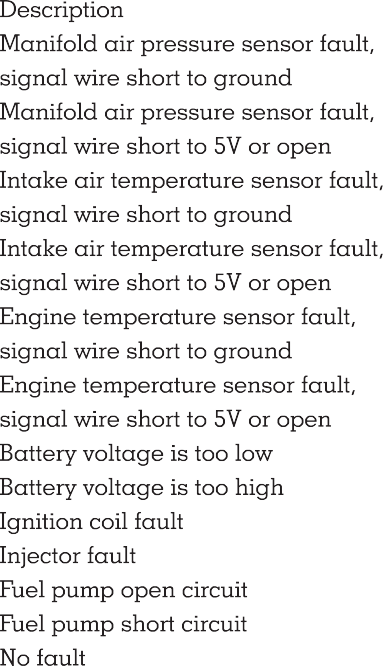 Description
Manifold air pressure sensor fault,
signal wire short to ground
Manifold air pressure sensor fault,
signal wire short to 5V or open
Intake air temperature sensor fault,
signal wire short to ground
Intake air temperature sensor fault,
signal wire short to 5V or open
Engine temperature sensor fault,
signal wire short to ground
Engine temperature sensor fault,
signal wire short to 5V or open
Battery voltage is too low
Battery voltage is too high
Ignition coil fault
Injector fault
Fuel pump open circuit
Fuel pump short circuit
No fault